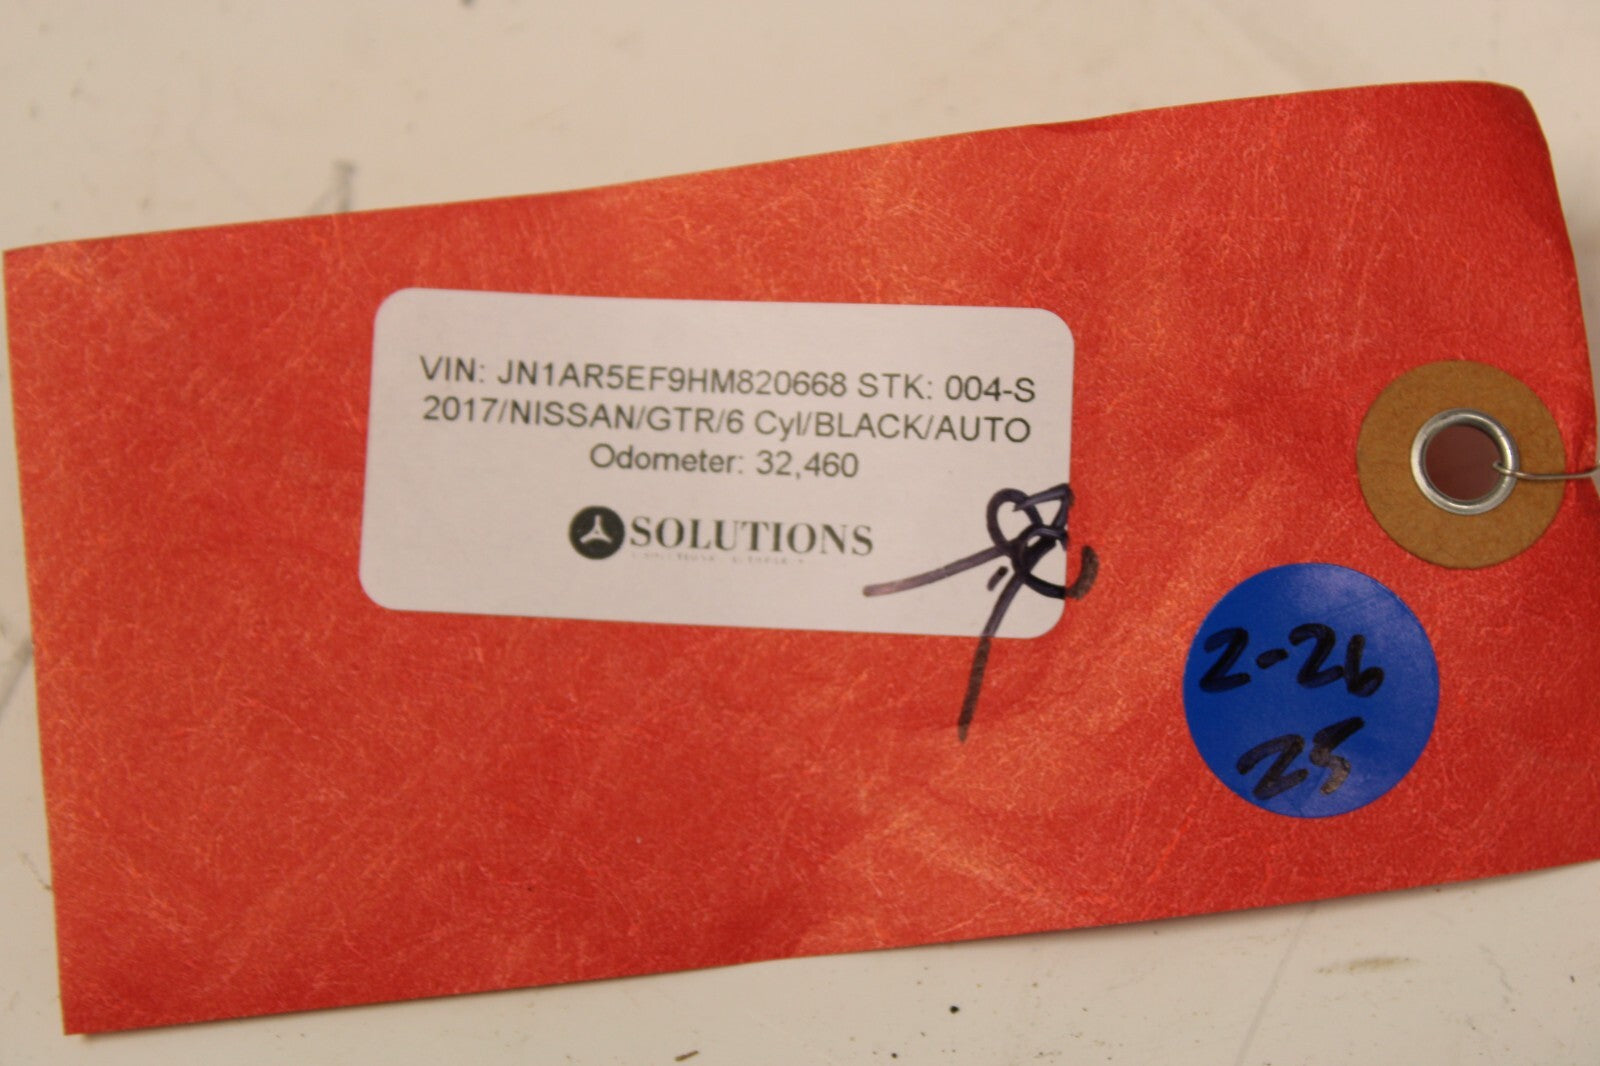 VIN: JN1AR5EF9HM820668 STK: 004-S
2017/NISSAN/GTR/6 Cyl/BLACK/AUTO
Odometer: 32,460
SOLUTIONS
2-26
25